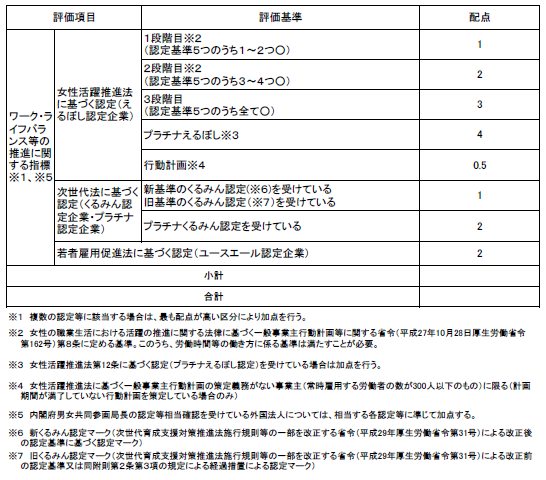 評価項目 評価基準 配点
ワーク・ライフバランス等の推進に関する指標※1、※5
女性活躍推進法に基づく認定(えるぼし認定企業)
1段階目※2
(認定基準5つのうち1～2つ〇)
1
2段階目※2
(認定基準5つのうち3～4つ〇)
2
3段階目
(認定基準5つのうち全て〇)
3
プラチナえるぼし※3 4
行動計画※4 0.5
次世代法に基づく認定(くるみん認定企業・プラチナ認定企業)
新基準のくるみん認定(※6)を受けている
旧基準のくるみん認定(※7)を受けている
1
プラチナくるみん認定を受けている 2
若者雇用促進法に基づく認定(ユースエール認定企業) 2
小計
合計
※1 複数の認定等に該当する場合は、最も配点が高い区分により加点を行う。
※2 女性の職業生活における活躍の推進に関する法律に基づく一般事業主行動計画等に関する省令(平成27年10月28日厚生労働省令
第162号)第8条に定める基準。このうち、労働時間等の働き方に係る基準は満たすことが必要。
※3 女性活躍推進法第12条に基づく認定(プラチナえるぼし認定)を受けている場合は加点を行う。
※4 女性活躍推進法に基づく一般事業主行動計画の策定義務がない事業主(常時雇用する労働者の数が300人以下のもの)に限る(計画
期間が満了していない行動計画を策定している場合のみ)
※5 内閣府男女共同参画局長の認定等相当確認を受けている外国法人については、相当する各認定等に準じて加点する。
※6 新くるみん認定マーク(次世代育成支援対策推進法施行規則等の一部を改正する省令(平成29年厚生労働省令第31号)による改正後
の認定基準に基づく認定マーク)
※7 旧くるみん認定マーク(次世代育成支援対策推進法施行規則等の一部を改正する省令(平成29年厚生労働省令第31号)による改正前
の認定基準又は同附則第2条第3項の規定による経過措置による認定マーク)